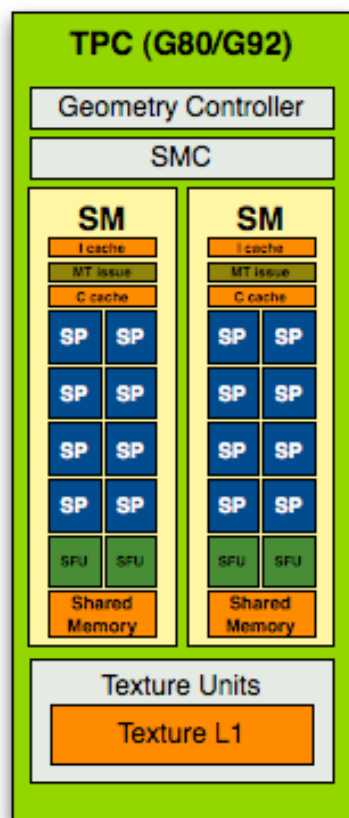 TPC (G80/G92)
Geometry Controller
SMC
SM
I cache
MT issue
C cache
SP SP
SP SP
SP SP
SP SP
SFU SFU
Shared
Memory
SM
I cache
MT issue
C cache
SP SP
SP SP
SP SP
SP SP
SFU SFU
Shared
Memory
Texture Units
Texture L1